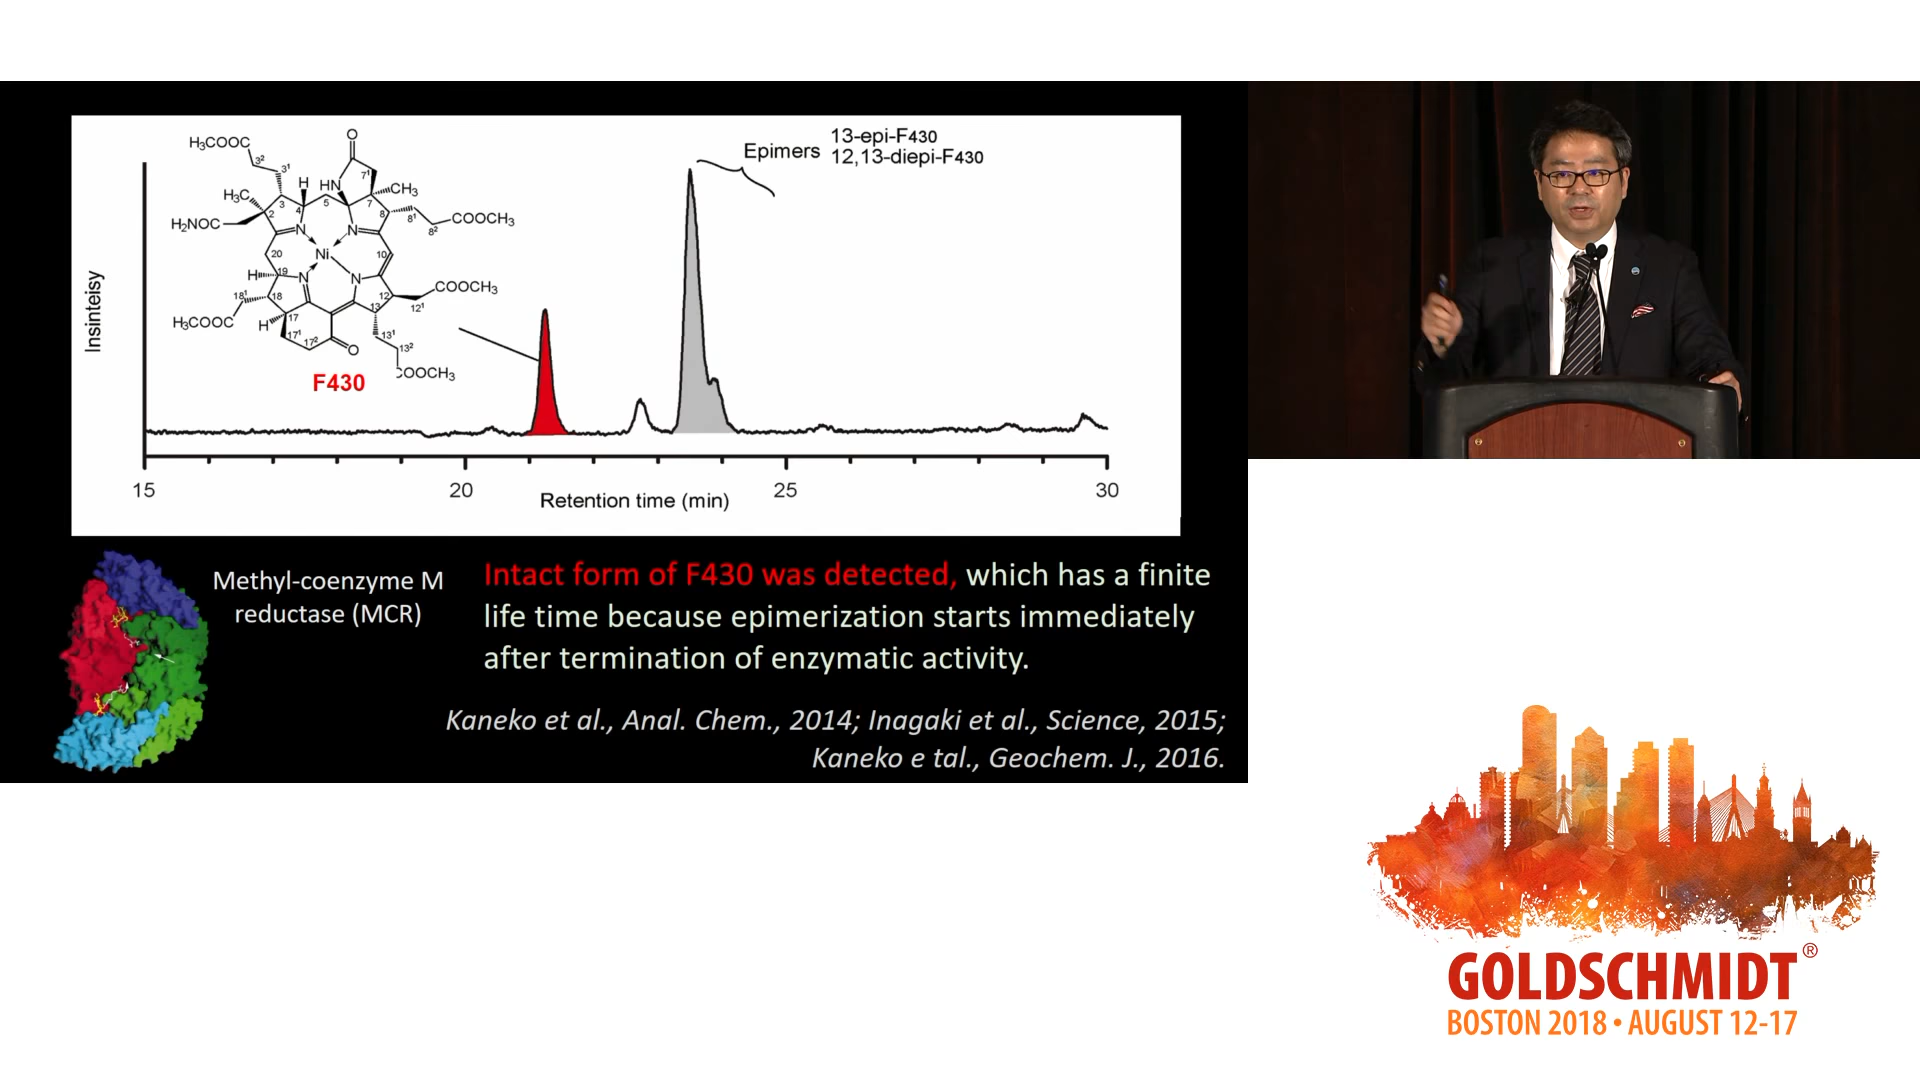 Epimers
13-epi-F430
12,13-diepi-F430
H₃COOC
3²
3¹
O
7¹
H
HN
CH₃
H₃C
3
4
5
7
8
2
N
N
8¹
8²
COOCH₃
H₂NOC
Ni
20
10
H
19
N
N
COOCH₃
18¹
18
12
12¹
13
H₃COOC
H
17
17¹
17²
O
13¹
13²
COOCH₃
F430
Insinteisy
15
20
25
30
Retention time (min)
Methyl-coenzyme M
reductase (MCR)
Intact form of F430 was detected, which has a finite
life time because epimerization starts immediately
after termination of enzymatic activity.
Kaneko et al., Anal. Chem., 2014; Inagaki et al., Science, 2015;
Kaneko e tal., Geochem. J., 2016.
GOLDSCHMIDT®
BOSTON 2018 • AUGUST 12-17